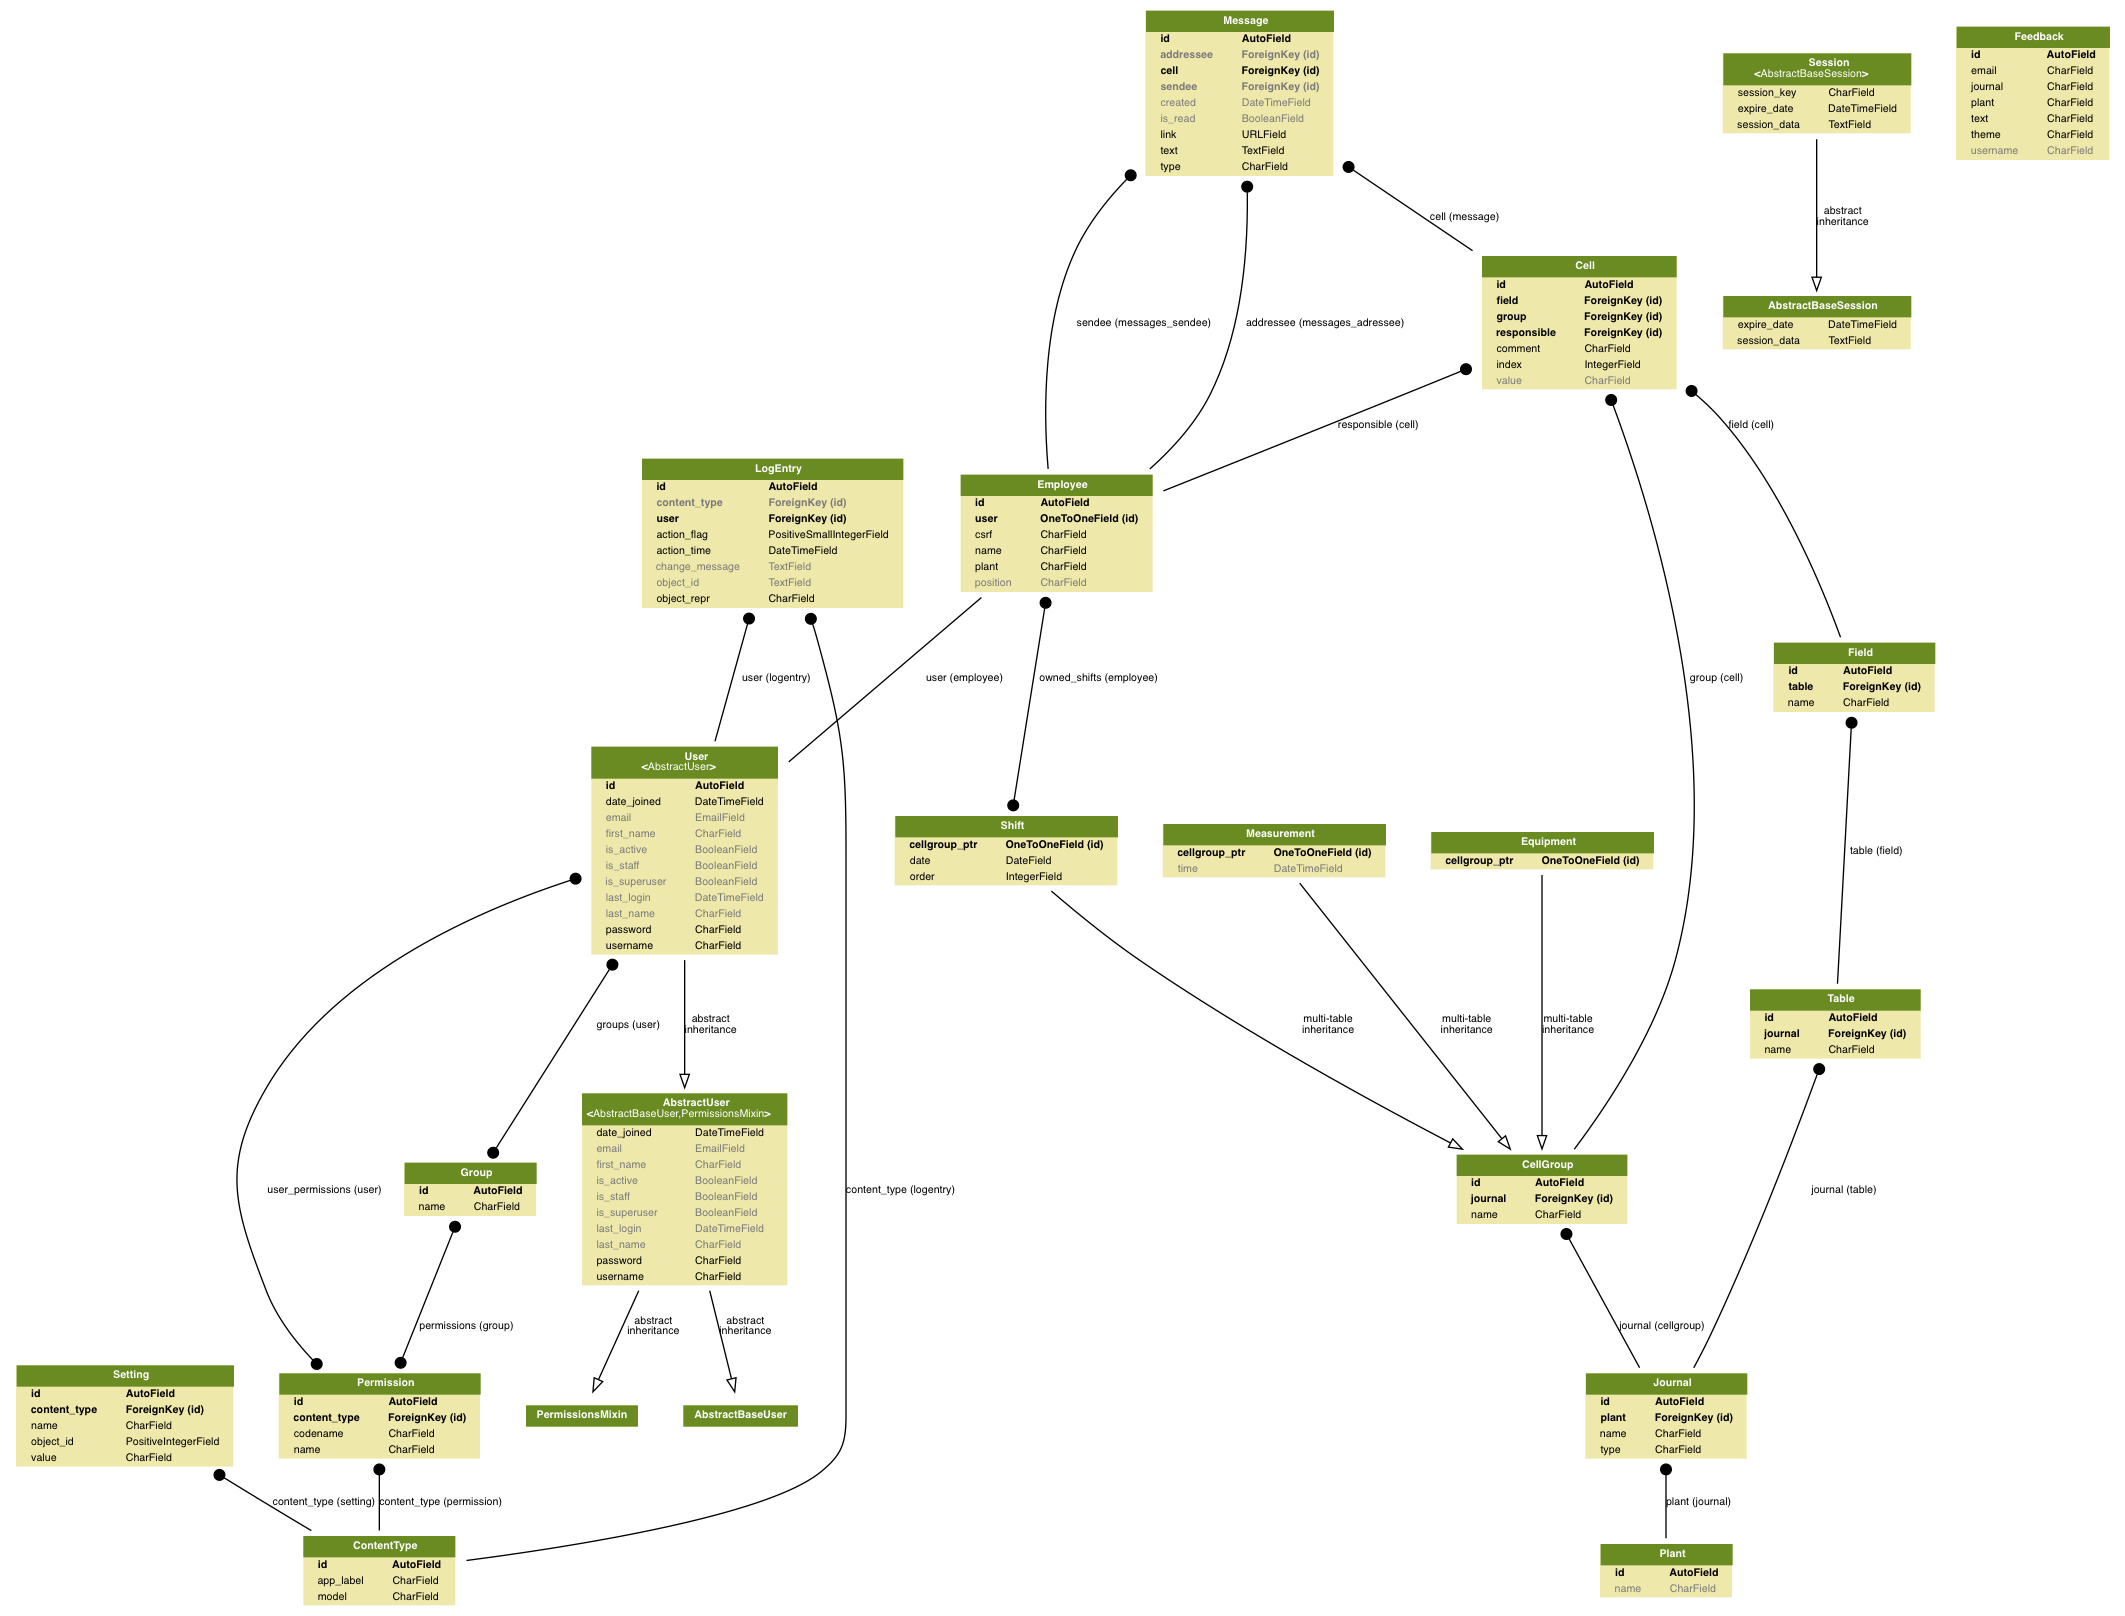 Message
id AutoField
addressee ForeignKey (id)
cell ForeignKey (id)
sendee ForeignKey (id)
created DateTimeField
is_read BooleanField
link URLField
text TextField
type CharField
Feedback
id AutoField
email CharField
journal CharField
plant CharField
text CharField
theme CharField
username CharField
Session
<AbstractBaseSession>
session_key CharField
expire_date DateTimeField
session_data TextField
cell (message)
abstract
inheritance
Cell
id AutoField
field ForeignKey (id)
group ForeignKey (id)
responsible ForeignKey (id)
comment CharField
index IntegerField
value CharField
AbstractBaseSession
expire_date DateTimeField
session_data TextField
sendee (messages_sendee)
addressee (messages_adressee)
responsible (cell)
field (cell)
LogEntry
id AutoField
content_type ForeignKey (id)
user ForeignKey (id)
action_flag PositiveSmallIntegerField
action_time DateTimeField
change_message TextField
object_id TextField
object_repr CharField
Employee
id AutoField
user OneToOneField (id)
csrf CharField
name CharField
plant CharField
position CharField
user (logentry)
user (employee)
owned_shifts (employee)
group (cell)
Field
id AutoField
table ForeignKey (id)
name CharField
User
<AbstractUser>
id AutoField
date_joined DateTimeField
email EmailField
first_name CharField
is_active BooleanField
is_staff BooleanField
is_superuser BooleanField
last_login DateTimeField
last_name CharField
password CharField
username CharField
Shift
cellgroup_ptr OneToOneField (id)
date DateField
order IntegerField
Measurement
cellgroup_ptr OneToOneField (id)
time DateTimeField
Equipment
cellgroup_ptr OneToOneField (id)
table (field)
groups (user)
abstract
inheritance
multi-table
inheritance
multi-table
inheritance
multi-table
inheritance
Table
id AutoField
journal ForeignKey (id)
name CharField
AbstractUser
<AbstractBaseUser,PermissionsMixin>
date_joined DateTimeField
email EmailField
first_name CharField
is_active BooleanField
is_staff BooleanField
is_superuser BooleanField
last_login DateTimeField
last_name CharField
password CharField
username CharField
user_permissions (user)
Group
id AutoField
name CharField
content_type (logentry)
CellGroup
id AutoField
journal ForeignKey (id)
name CharField
journal (table)
permissions (group)
abstract
inheritance
abstract
inheritance
journal (cellgroup)
Setting
id AutoField
content_type ForeignKey (id)
name CharField
object_id PositiveIntegerField
value CharField
Permission
id AutoField
content_type ForeignKey (id)
codename CharField
name CharField
PermissionsMixin
AbstractBaseUser
Journal
id AutoField
plant ForeignKey (id)
name CharField
type CharField
content_type (setting)
content_type (permission)
plant (journal)
ContentType
id AutoField
app_label CharField
model CharField
Plant
id AutoField
name CharField